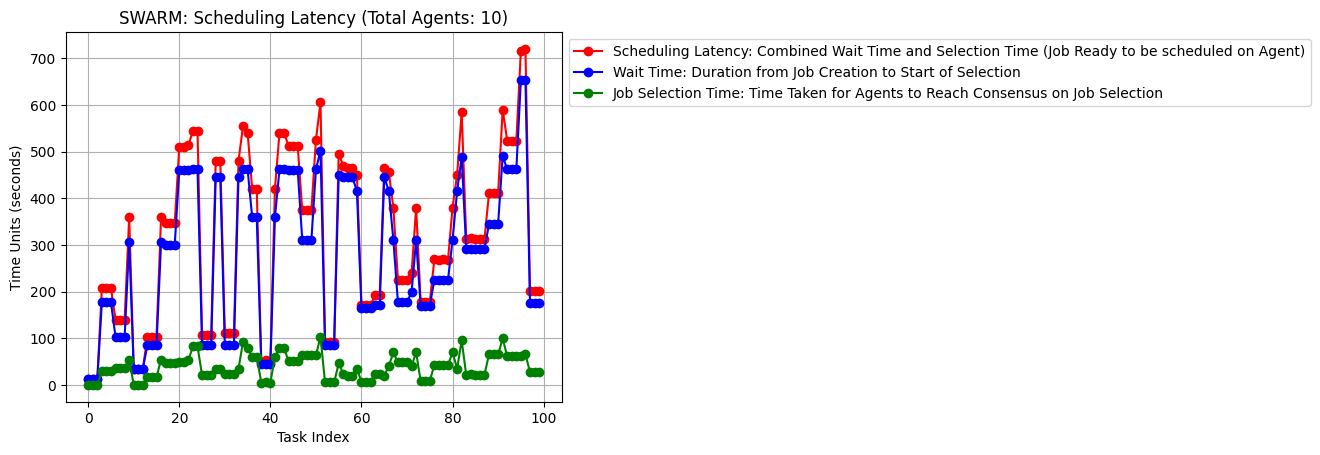 SWARM: Scheduling Latency (Total Agents: 10)
Scheduling Latency: Combined Wait Time and Selection Time (Job Ready to be scheduled on Agent)
Wait Time: Duration from Job Creation to Start of Selection
Job Selection Time: Time Taken for Agents to Reach Consensus on Job Selection
Time Units (seconds)
700
600
500
400
300
200
100
0
0 20 40 60 80 100
Task Index